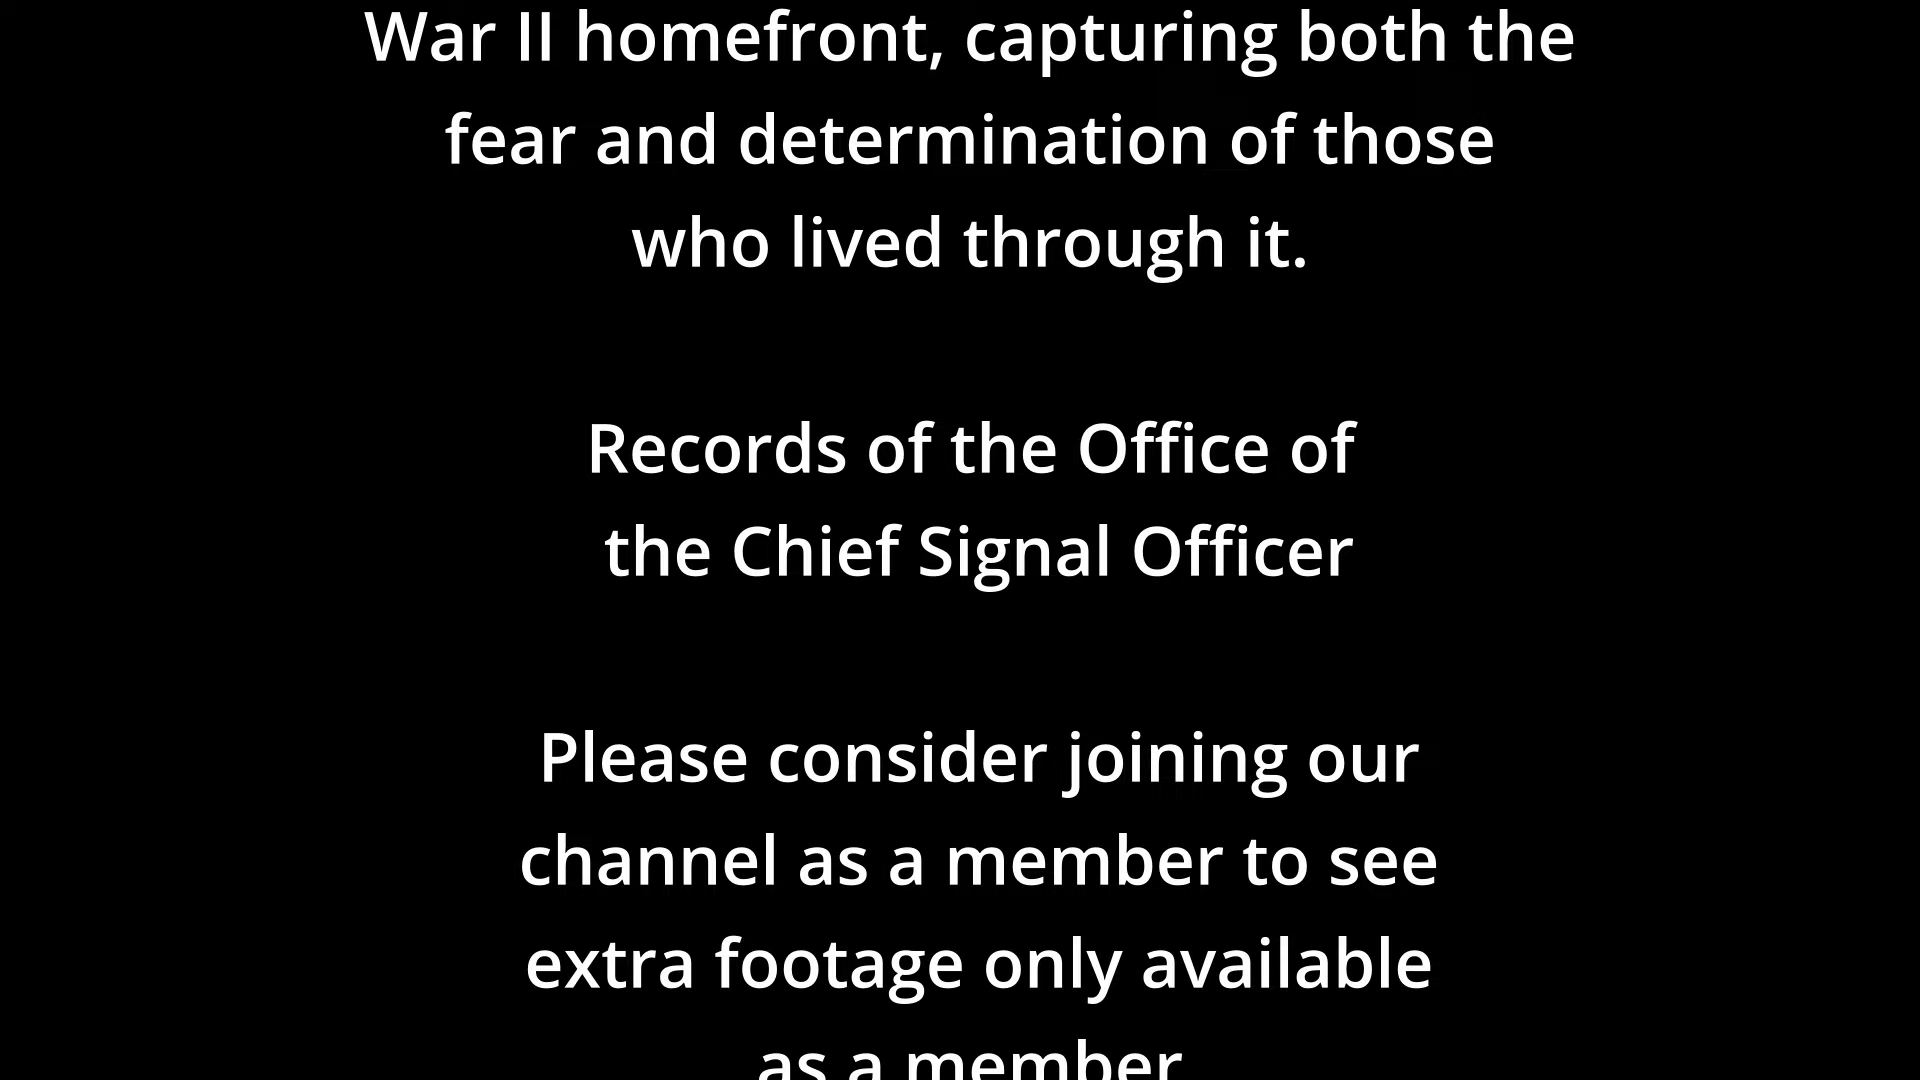 War II homefront, capturing both the
fear and determination of those
who lived through it.
Records of the Office of
the Chief Signal Officer
Please consider joining our
channel as a member to see
extra footage only available
as a member